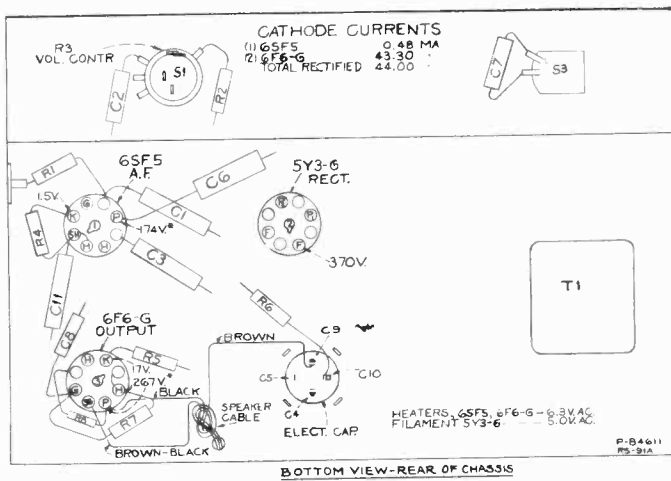 CATHODE CURRENTS
(1) 6SF5 0.48 MA
(2) 6F6-G 43.30 "
TOTAL RECTIFIED 44.00 "
R3
VOL. CONTR
S1
C2
R2
C7
S3
6SF5
A.F.
R1
C6
5Y3-G
RECT.
1.5V.
G
K
P
1
SH
H
H
R4
C1
174V.*
C3
C11
P
P
2
F
F
370V.
T1
6F6-G
OUTPUT
C8
H
K
R5
17V.
267V.*
G
3
H
P
R7
BLACK
BROWN-BLACK
BROWN
SPEAKER
CABLE
R6
C9
C5
C10
C4
ELECT. CAP.
HEATERS, 6SF5, 6F6-G - 6.3V.AC.
FILAMENT 5Y3-G 5.0V.AC.
P-84611
RS-91A
BOTTOM VIEW-REAR OF CHASSIS